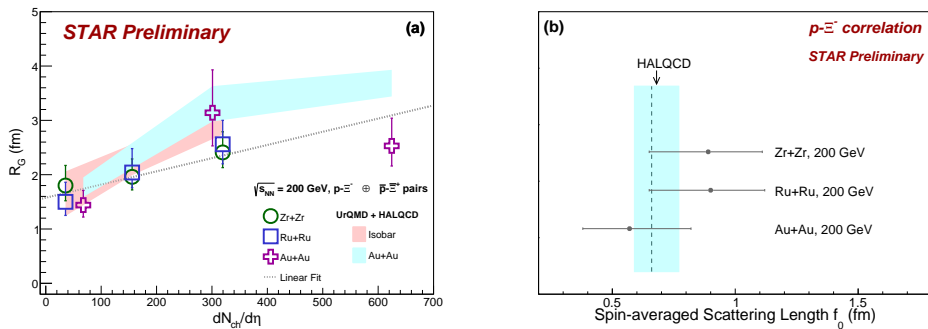 STAR Preliminary
(a)
R_G (fm)
5
4
3
2
1
0
√s_NN = 200 GeV, p-Ξ⁻ ⊕ p̄-Ξ̄⁺ pairs
UrQMD + HALQCD
Zr+Zr
Ru+Ru
Au+Au
Linear Fit
Isobar
Au+Au
0 100 200 300 400 500 600 700
dN_ch/dη
(b)
p-Ξ⁻ correlation
STAR Preliminary
HALQCD
Zr+Zr, 200 GeV
Ru+Ru, 200 GeV
Au+Au, 200 GeV
0.5 1 1.5
Spin-averaged Scattering Length f_0 (fm)